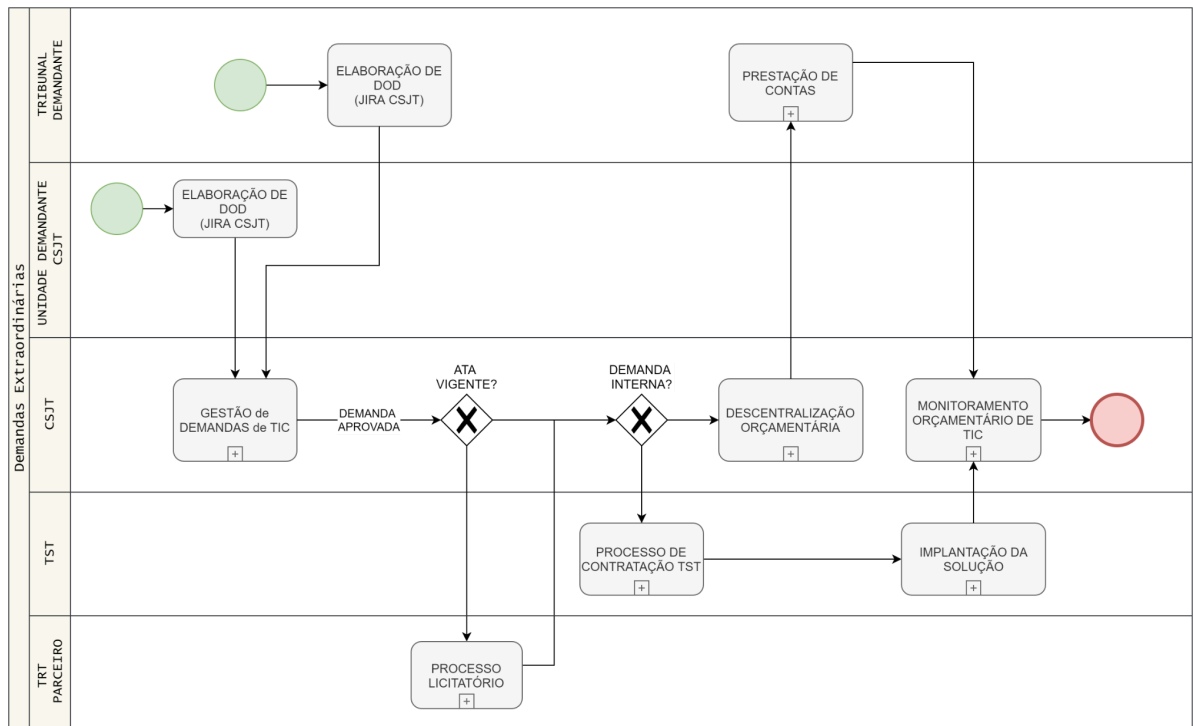 Demandas Extraordinárias
TRIBUNAL
DEMANDANTE
ELABORAÇÃO DE
DOD
(JIRA CSJT)
PRESTAÇÃO DE
CONTAS
UNIDADE DEMANDANTE
CSJT
ELABORAÇÃO DE
DOD
(JIRA CSJT)
CSJT
GESTÃO de
DEMANDAS de TIC
DEMANDA
APROVADA
ATA
VIGENTE?
DEMANDA
INTERNA?
DESCENTRALIZAÇÃO
ORÇAMENTÁRIA
MONITORAMENTO
ORÇAMENTÁRIO DE
TIC
TST
PROCESSO DE
CONTRATAÇÃO TST
IMPLANTAÇÃO DA
SOLUÇÃO
TRT
PARCEIRO
PROCESSO
LICITATÓRIO